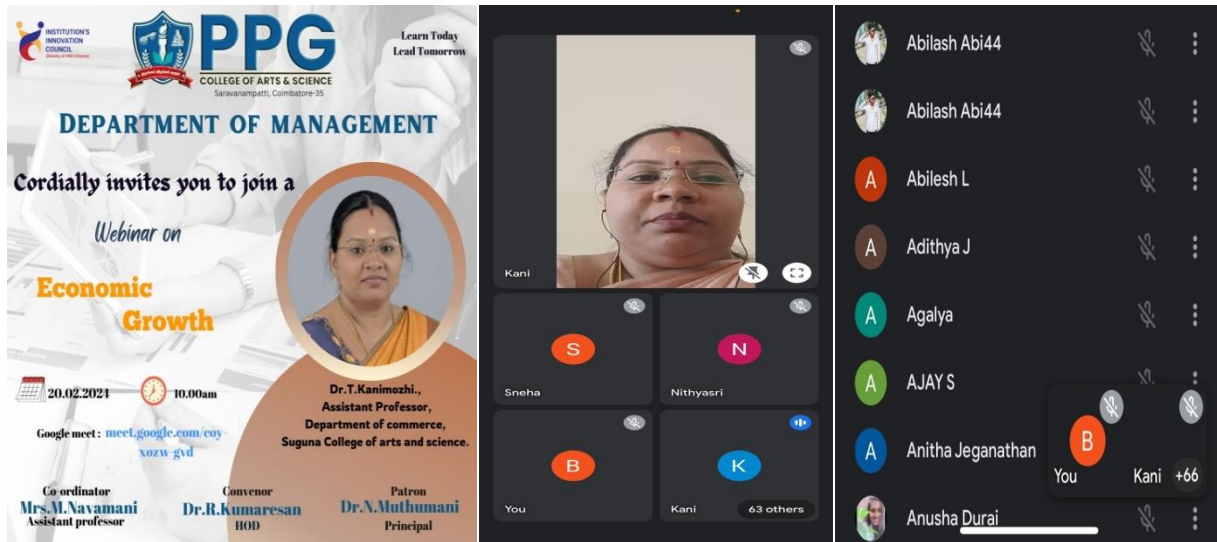 INSTITUTION'S
INNOVATION
COUNCIL
PPG
COLLEGE OF ARTS & SCIENCE
Saravanampatti, Coimbatore-35
Learn Today
Lead Tomorrow
DEPARTMENT OF MANAGEMENT
Cordially invites you to join a
Webinar on
Economic
Growth
20.02.2024
10.00am
Google meet : meet.google.com/eoy-
xozw-gvd
Dr.T.Kanimozhi.,
Assistant Professor,
Department of commerce,
Suguna College of arts and science.
Co-ordinator
Mrs.M.Navamani
Assistant professor
Convenor
Dr.R.Kumaresan
HOD
Patron
Dr.N.Muthumani
Principal
Kani
S
Sneha
N
Nithyasri
B
You
K
Kani
63 others
Abilash Abi44
Abilash Abi44
A
Abilesh L
A
Adithya J
A
Agalya
A
AJAY S
A
Anitha Jeganathan
Anusha Durai
B
You
Kani
+66